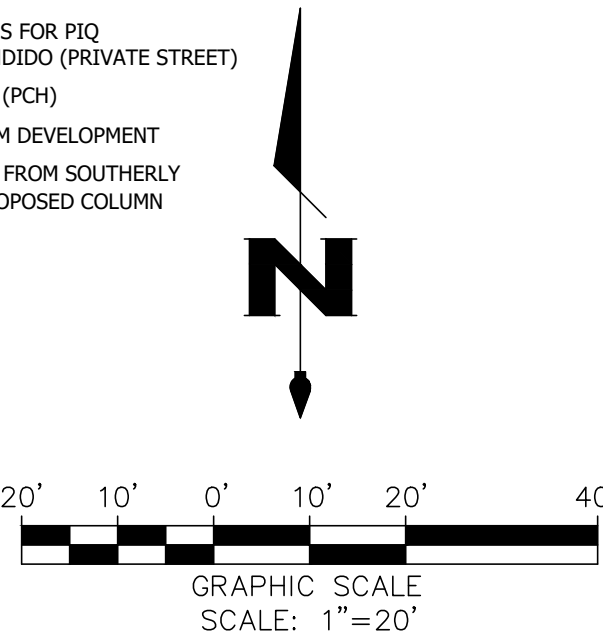 S FOR PIQ
NDIDO (PRIVATE STREET)
(PCH)
M DEVELOPMENT
FROM SOUTHERLY
OPOSED COLUMN
N
20' 10' 0' 10' 20' 40
GRAPHIC SCALE
SCALE: 1"=20'